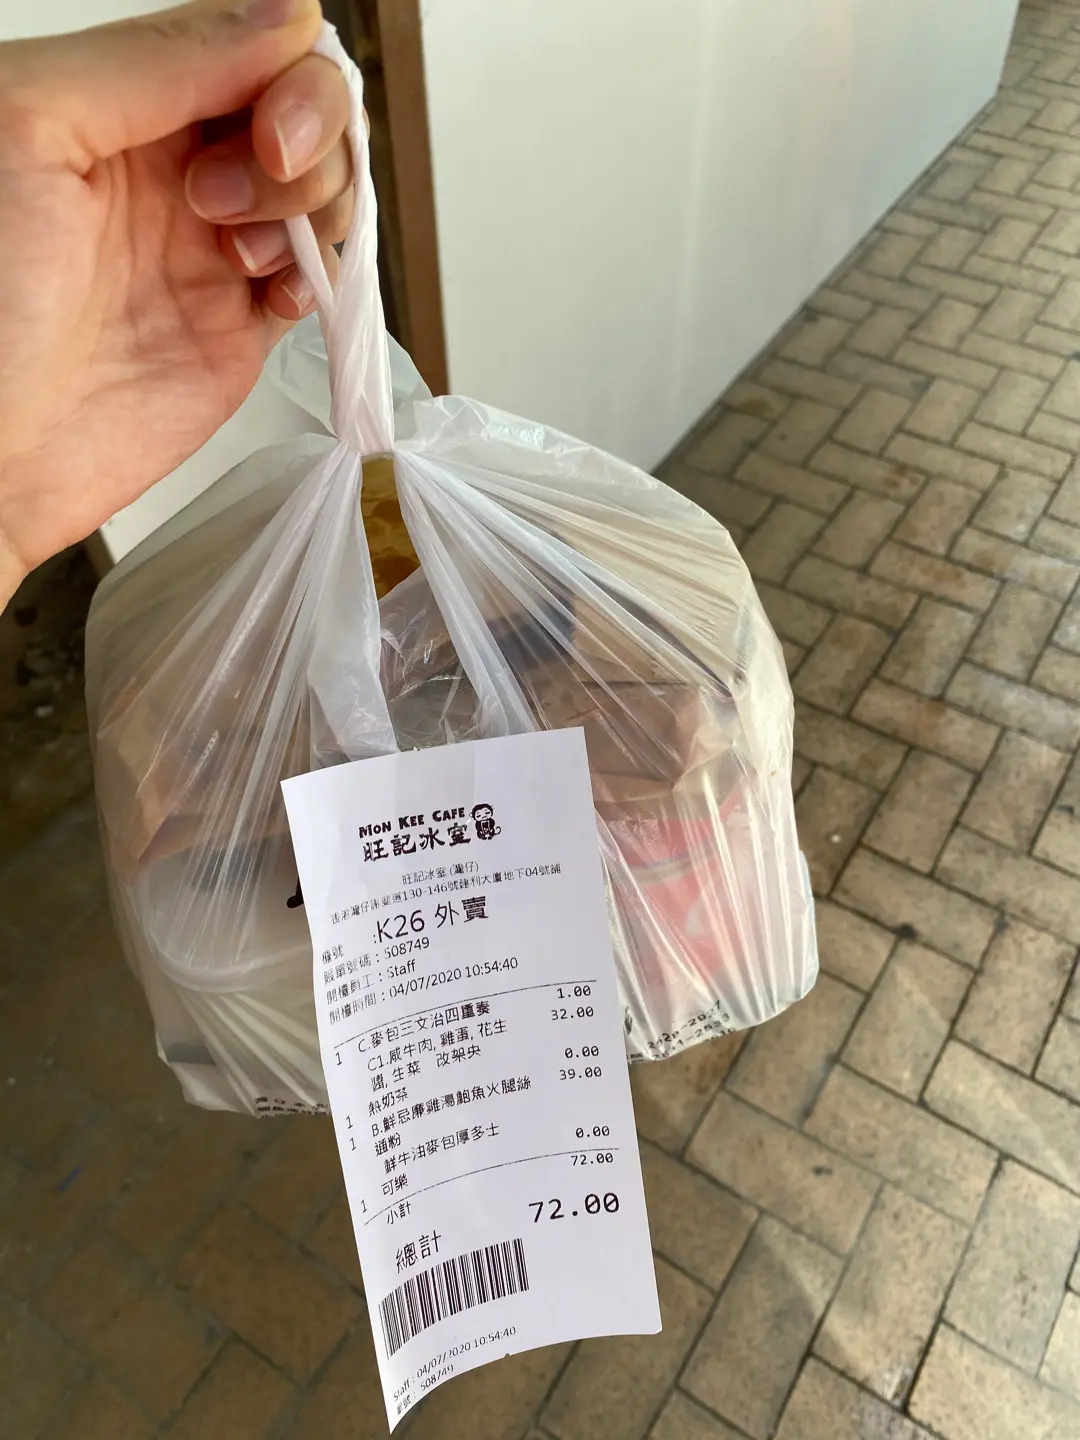 MON KEE CAFE
旺記冰室
旺記冰室 (灣仔)
香港灣仔謝斐道130-146號建利大廈地下04號舖
檯號 :K26 外賣
賬單號碼 : 508749
開檯員工 : Staff
開檯時間 : 04/07/2020 10:54:40
1 C.麥包三文治四重奏 1.00
C1.咸牛肉, 雞蛋, 花生 32.00
醬, 生菜 改架央
1 熱奶茶 0.00
1 B.鮮忌廉雞湯鮑魚火腿絲 39.00
通粉
鮮牛油麥包厚多士
1 可樂 0.00
小計 72.00
總計 72.00
Staff : 04/07/2020 10:54:40
508749